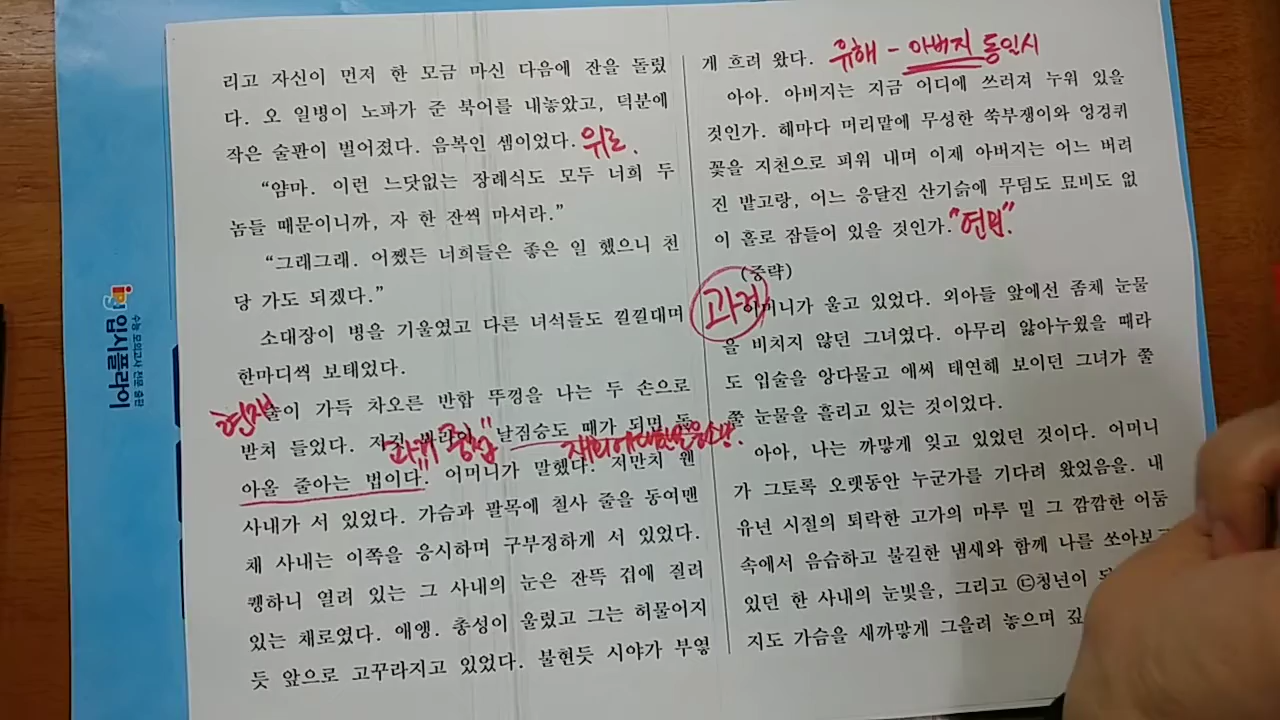 리고 자신이 먼저 한 모금 마신 다음에 잔을 돌렸
다. 오 일병이 노파가 준 북어를 내놓았고, 덕분에
작은 술판이 벌어졌다. 음복인 셈이었다. 위로.
“얌마. 이런 느닷없는 장례식도 모두 너희 두
놈들 때문이니까, 자 한 잔씩 마셔라.”
“그래그래. 어쨌든 너희들은 좋은 일 했으니 천
당 가도 되겠다.”
소대장이 병을 기울였고 다른 녀석들도 낄낄대며
한마디씩 보태었다.
현재
술이 가득 차오른 반합 뚜껑을 나는 두 손으로
받쳐 들었다. 날짐승도 때가 되면 돌
아올 줄 아는 법이다. 어머니가 말했다. 저만치 웬
사내가 서 있었다. 가슴과 팔목에 철사 줄을 동여맨
채 사내는 이쪽을 응시하며 구부정하게 서 있었다.
퀭하니 열려 있는 그 사내의 눈은 잔뜩 겁에 질려
있는 채로였다. 애앵. 총성이 울렸고 그는 허물어지
듯 앞으로 고꾸라지고 있었다. 불현듯 시야가 부옇
게 흐려 왔다. 유해 - 아버지 동일시
아아. 아버지는 지금 어디에 쓰러져 누워 있을
것인가. 해마다 머리맡에 무성한 쑥부쟁이와 엉겅퀴
꽃을 지천으로 피워 내며 이제 아버지는 어느 버려
진 밭고랑, 어느 응달진 산기슭에 무덤도 묘비도 없
이 홀로 잠들어 있을 것인가. "연민".
(중략)
과거
어머니가 울고 있었다. 외아들 앞에선 좀체 눈물
을 비치지 않던 그녀였다. 아무리 앓아누웠을 때라
도 입술을 앙다물고 애써 태연해 보이던 그녀가 쫄
쫄 눈물을 흘리고 있는 것이었다.
아아, 나는 까맣게 잊고 있었던 것이다. 어머니
가 그토록 오랫동안 누군가를 기다려 왔었음을. 내
유년 시절의 퇴락한 고가의 마루 밑 그 깜깜한 어둠
속에서 음습하고 불길한 냄새와 함께 나를 쏘아보고
있던 한 사내의 눈빛을, 그리고 ㉢청년이
지도 가슴을 새까맣게 그을려 놓으며
입시플라이
수능 모의고사 전문 출판